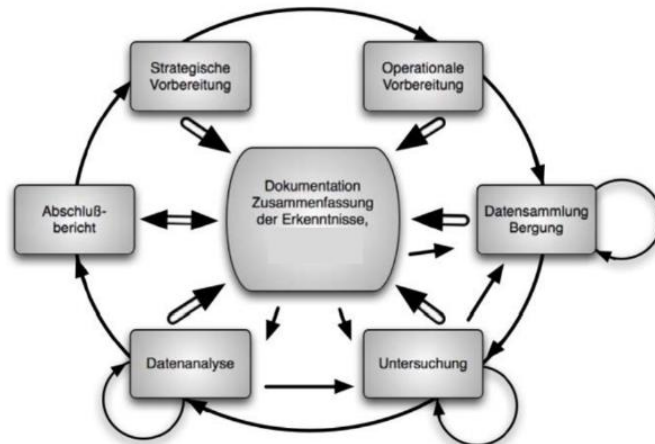 Strategische
Vorbereitung
Operationale
Vorbereitung
Dokumentation
Zusammenfassung
der Erkenntnisse,
Abschluß-
bericht
Datensammlung
Bergung
Datenanalyse
Untersuchung